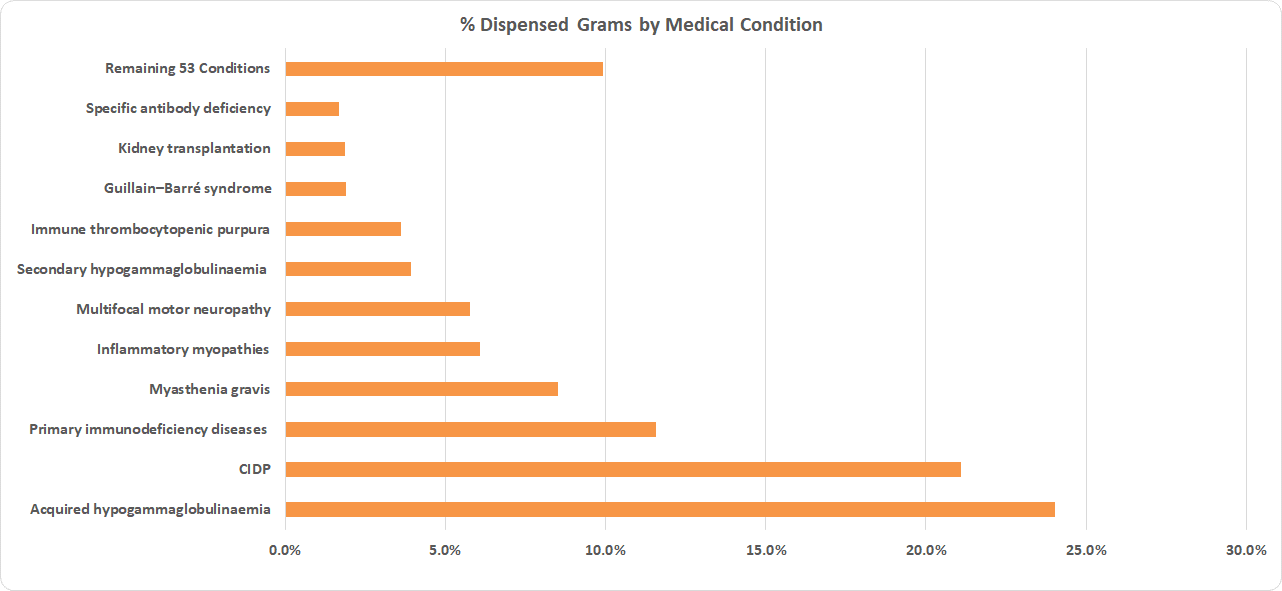 % Dispensed Grams by Medical Condition
Remaining 53 Conditions
Specific antibody deficiency
Kidney transplantation
Guillain–Barré syndrome
Immune thrombocytopenic purpura
Secondary hypogammaglobulinaemia
Multifocal motor neuropathy
Inflammatory myopathies
Myasthenia gravis
Primary immunodeficiency diseases
CIDP
Acquired hypogammaglobulinaemia
0.0% 5.0% 10.0% 15.0% 20.0% 25.0% 30.0%